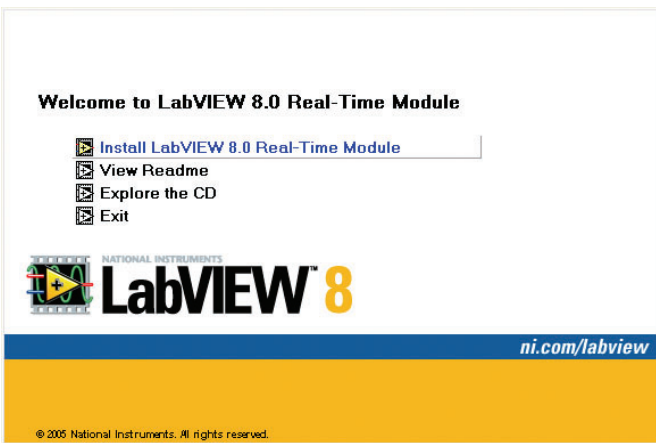 Welcome to LabVIEW 8.0 Real-Time Module
Install LabVIEW 8.0 Real-Time Module
View Readme
Explore the CD
Exit
NATIONAL INSTRUMENTS
LabVIEW™ 8
ni.com/labview
© 2005 National Instruments. All rights reserved.